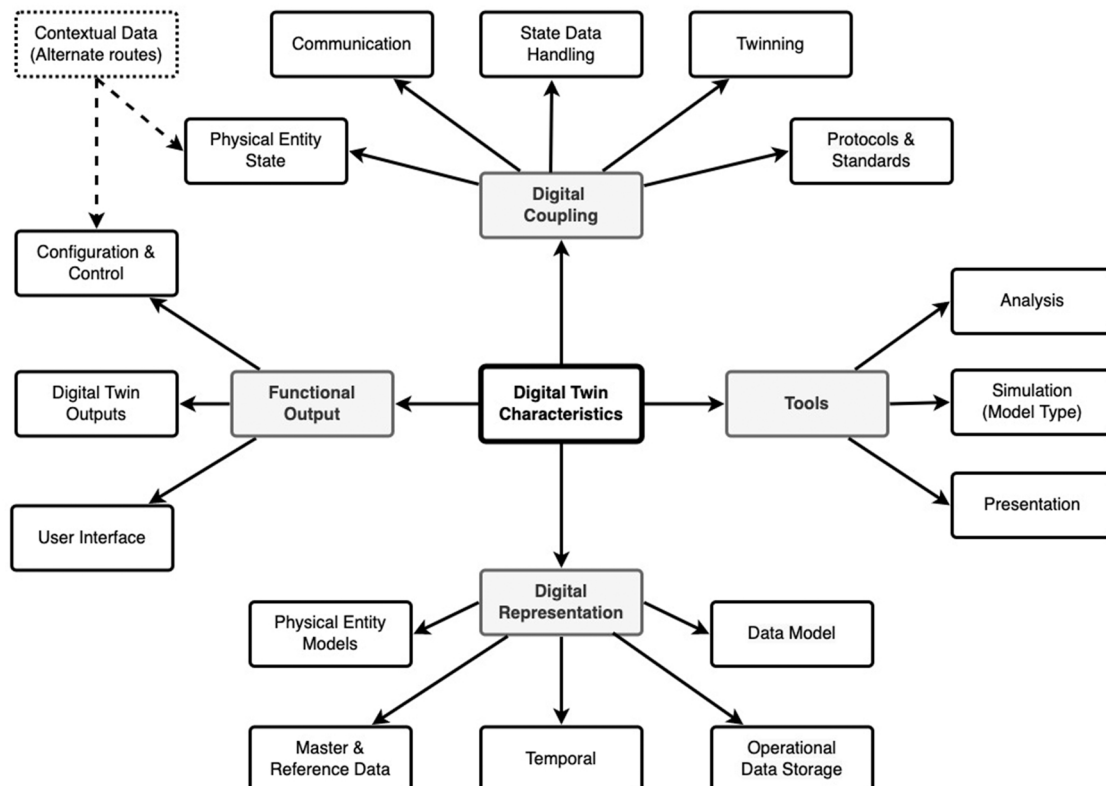 Contextual Data
(Alternate routes)
Communication
State Data
Handling
Twinning
Physical Entity
State
Protocols &
Standards
Digital
Coupling
Configuration &
Control
Analysis
Digital Twin
Outputs
Functional
Output
Digital Twin
Characteristics
Tools
Simulation
(Model Type)
User Interface
Presentation
Digital
Representation
Physical Entity
Models
Data Model
Master &
Reference Data
Temporal
Operational
Data Storage